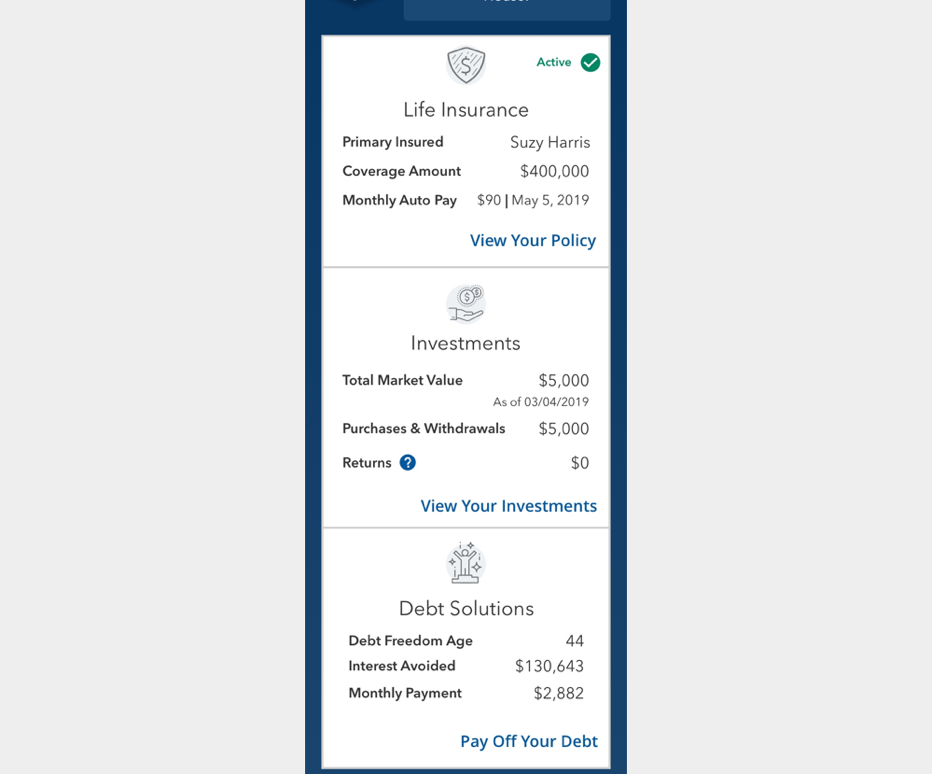 Active
Life Insurance
Primary Insured Suzy Harris
Coverage Amount $400,000
Monthly Auto Pay $90 | May 5, 2019
View Your Policy
Investments
Total Market Value $5,000
As of 03/04/2019
Purchases & Withdrawals $5,000
Returns ? $0
View Your Investments
Debt Solutions
Debt Freedom Age 44
Interest Avoided $130,643
Monthly Payment $2,882
Pay Off Your Debt